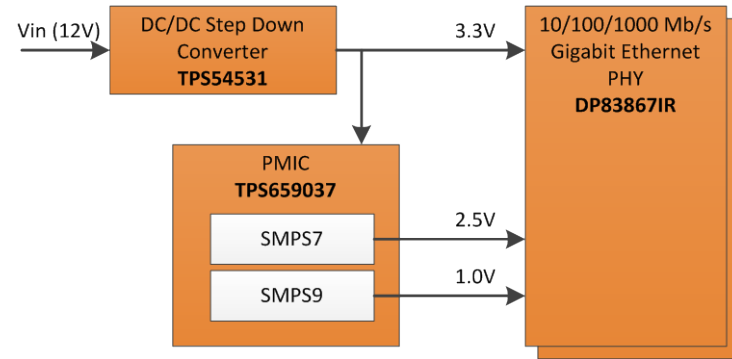 Vin (12V)
DC/DC Step Down
Converter
TPS54531
3.3V
10/100/1000 Mb/s
Gigabit Ethernet
PHY
DP83867IR
PMIC
TPS659037
SMPS7
2.5V
SMPS9
1.0V